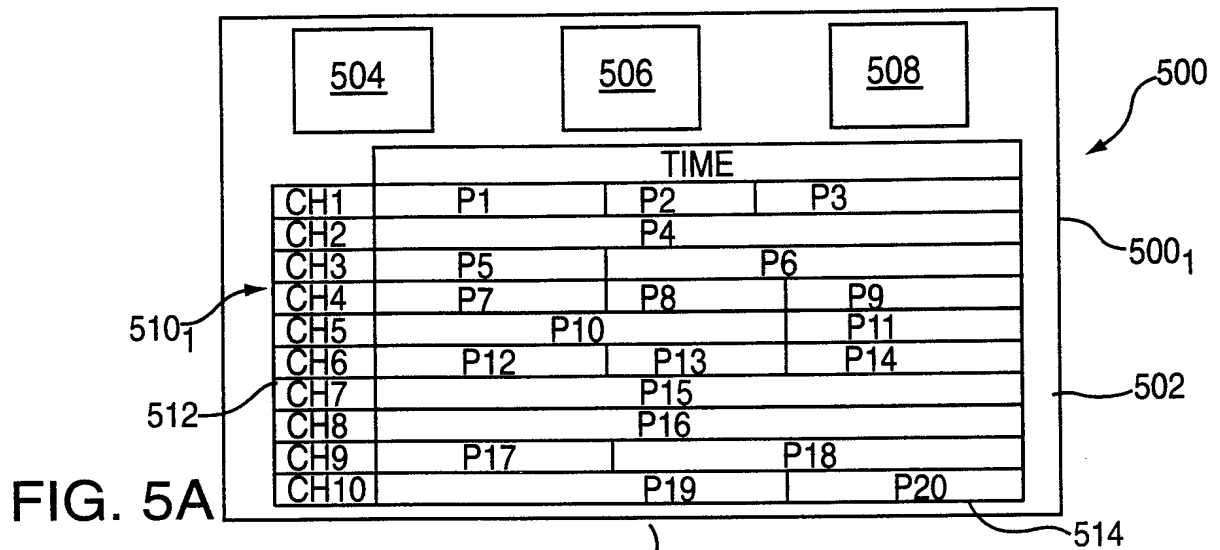 504 506 508
500
TIME
CH1 P1 P2 P3
CH2 P4
500₁
CH3 P5 P6
CH4 P7 P8 P9
510₁
CH5 P10 P11
CH6 P12 P13 P14
CH7 P15
502
512
CH8 P16
CH9 P17 P18
CH10 P19 P20
FIG. 5A
514